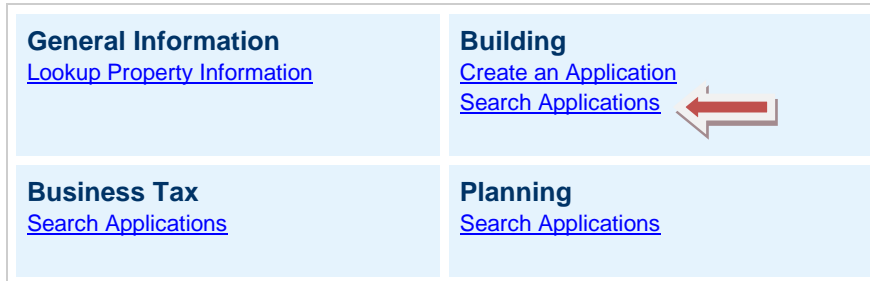 General Information
Lookup Property Information
Building
Create an Application
Search Applications
Business Tax
Search Applications
Planning
Search Applications